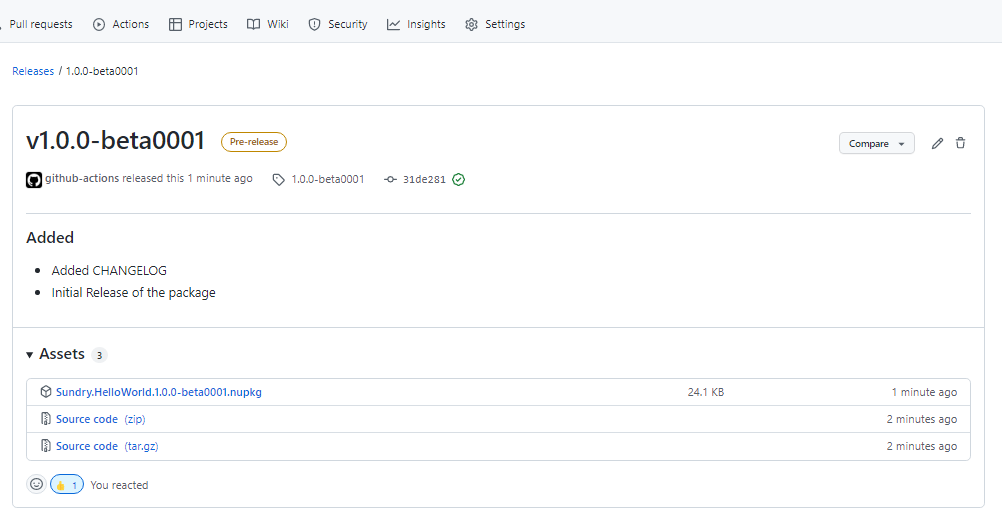 Pull requests Actions Projects Wiki Security Insights Settings
Releases / 1.0.0-beta0001
v1.0.0-beta0001 Pre-release Compare
github-actions released this 1 minute ago 1.0.0-beta0001 31de281
Added
Added CHANGELOG
Initial Release of the package
Assets 3
Sundry.HelloWorld.1.0.0-beta0001.nupkg 24.1 KB 1 minute ago
Source code (zip) 2 minutes ago
Source code (tar.gz) 2 minutes ago
1 You reacted